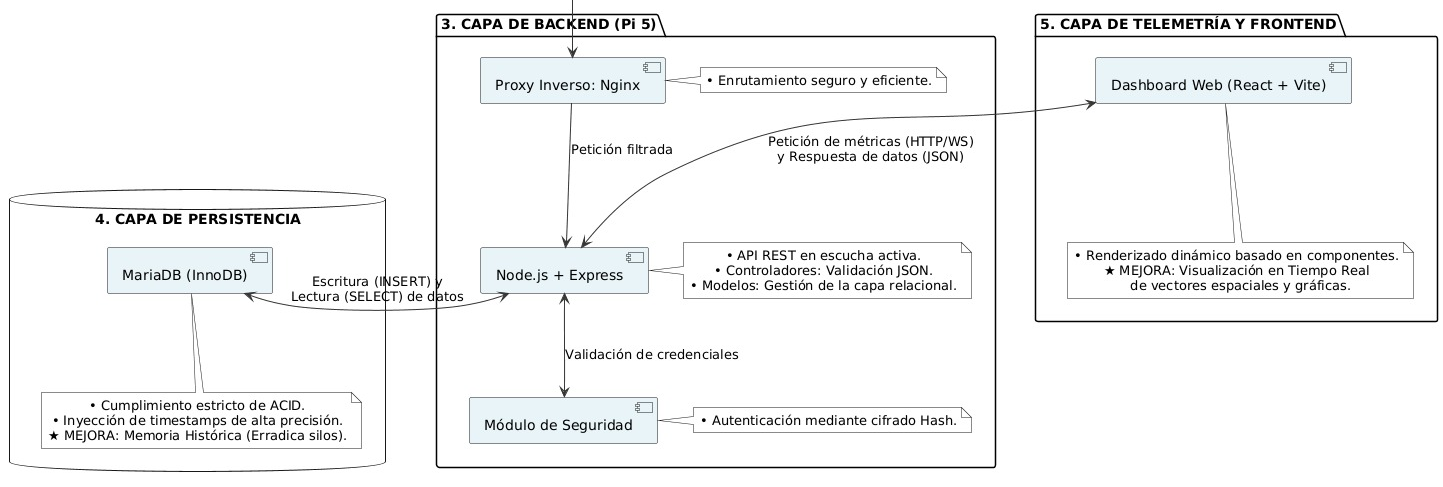 3. CAPA DE BACKEND (Pi 5)
Proxy Inverso: Nginx
• Enrutamiento seguro y eficiente.
Petición filtrada
Node.js + Express
• API REST en escucha activa.
• Controladores: Validación JSON.
• Modelos: Gestión de la capa relacional.
Validación de credenciales
Módulo de Seguridad
• Autenticación mediante cifrado Hash.
5. CAPA DE TELEMETRÍA Y FRONTEND
Dashboard Web (React + Vite)
Petición de métricas (HTTP/WS)
y Respuesta de datos (JSON)
• Renderizado dinámico basado en componentes.
★ MEJORA: Visualización en Tiempo Real
de vectores espaciales y gráficas.
4. CAPA DE PERSISTENCIA
MariaDB (InnoDB)
Escritura (INSERT) y
Lectura (SELECT) de datos
• Cumplimiento estricto de ACID.
• Inyección de timestamps de alta precisión.
★ MEJORA: Memoria Histórica (Erradica silos).